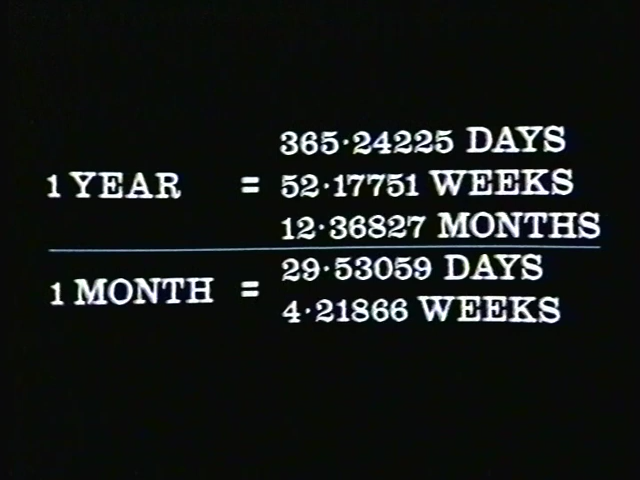 365·24225 DAYS
1 YEAR = 52·17751 WEEKS
12·36827 MONTHS
29·53059 DAYS
1 MONTH =
4·21866 WEEKS